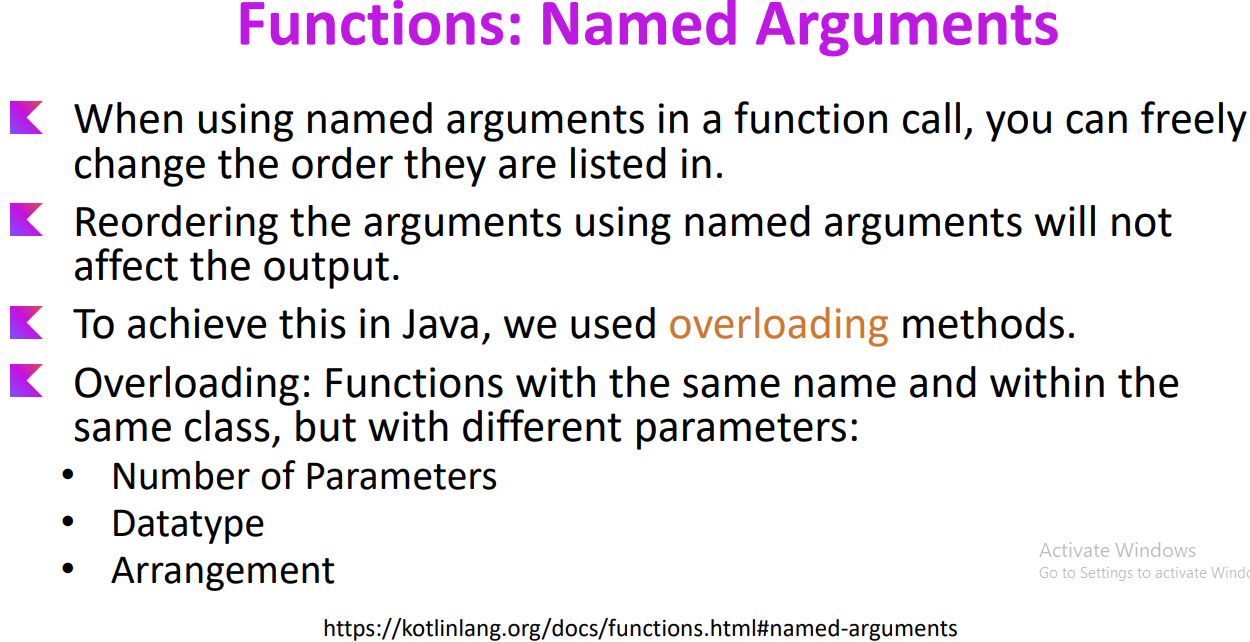 Functions: Named Arguments
When using named arguments in a function call, you can freely
change the order they are listed in.
Reordering the arguments using named arguments will not
affect the output.
To achieve this in Java, we used overloading methods.
Overloading: Functions with the same name and within the
same class, but with different parameters:
• Number of Parameters
• Datatype
• Arrangement
Activate Windows
Go to Settings to activate Windo
https://kotlinlang.org/docs/functions.html#named-arguments